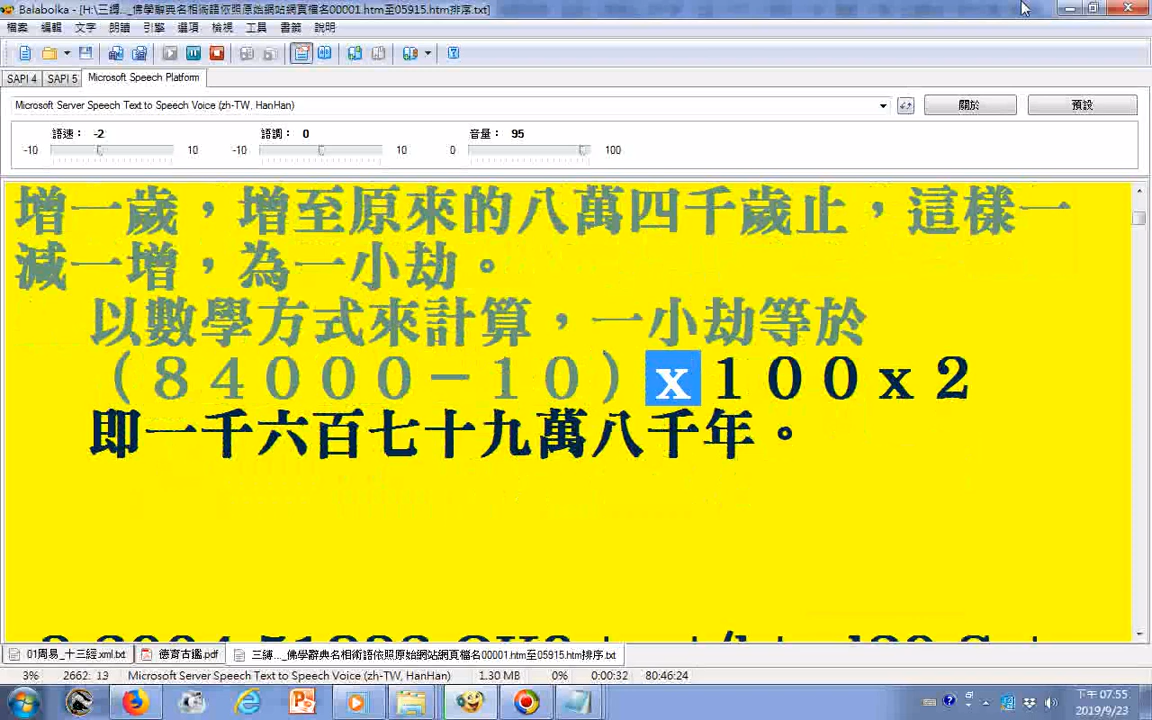 Balabolka - [H:\三縛..._佛學辭典名相術語依照原始網站網頁檔名00001.htm至05915.htm排序.txt]
檔案 編輯 文字 朗讀 引擎 選項 檢視 工具 書籤 說明
SAPI 4 SAPI 5 Microsoft Speech Platform
Microsoft Server Speech Text to Speech Voice (zh-TW, HanHan) 關於 預設
語速： -2 語調： 0 音量： 95
-10 10 -10 10 0 100
增一歲，增至原來的八萬四千歲止，這樣一
減一增，為一小劫。
以數學方式來計算，一小劫等於
（８４０００－１０）ｘ１００ｘ２
即一千六百七十九萬八千年。
01周易_十三經.xml.txt 德育古鑑.pdf 三縛..._佛學辭典名相術語依照原始網站網頁檔名00001.htm至05915.htm排序.txt
3% 2662: 13 Microsoft Server Speech Text to Speech Voice (zh-TW, HanHan) 1.30 MB 0% 0:00:32 80:46:24
下午 07:55
2019/9/23